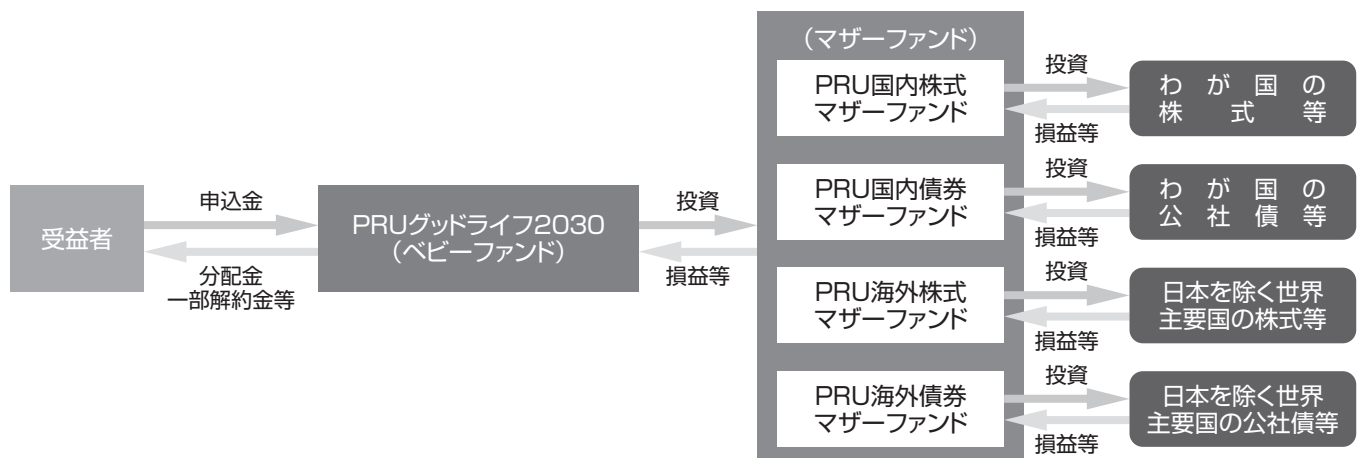 受益者
申込金
分配金
一部解約金等
PRUグッドライフ2030
(ベビーファンド)
投資
損益等
(マザーファンド)
PRU国内株式
マザーファンド
投資
損益等
わが国の
株式等
PRU国内債券
マザーファンド
投資
損益等
わが国の
公社債等
PRU海外株式
マザーファンド
投資
損益等
日本を除く世界
主要国の株式等
PRU海外債券
マザーファンド
投資
損益等
日本を除く世界
主要国の公社債等